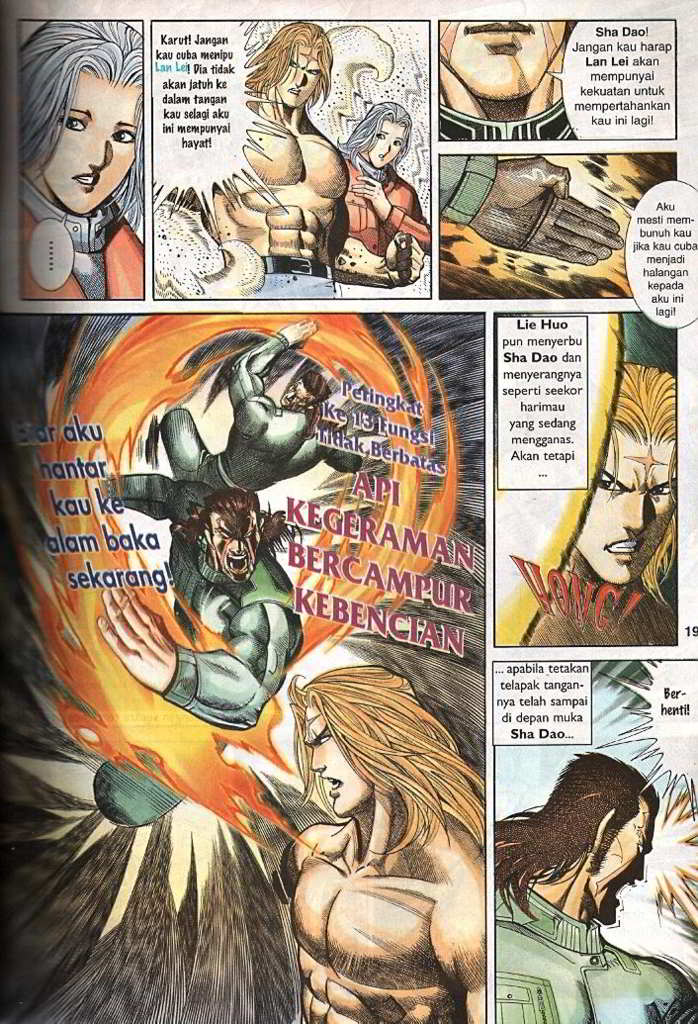 ......
Karut! Jangan
kau cuba menipu
Lan Lei! Dia tidak
akan jatuh ke
dalam tangan
kau selagi aku
ini mempunyai
hayat!
Sha Dao!
Jangan kau harap
Lan Lei akan
mempunyai
kekuatan untuk
mempertahankan
kau ini lagi!
Aku
mesti mem-
bunuh kau
jika kau cuba
menjadi
halangan
kepada
aku ini
lagi!
aku
hantar
kau ke
alam baka
sekarang!
Peringkat
Ke 13 Fungsi
Tidak Berbatas
API
KEGERAMAN
BERCAMPUR
KEBENCIAN
Lie Huo
pun menyerbu
Sha Dao dan
menyerangnya
seperti seekor
harimau
yang sedang
mengganas.
Akan tetapi
...
HONG!
19
... apabila tetakan
telapak tangan-
nya telah sampai
di depan muka
Sha Dao...
Ber-
henti!